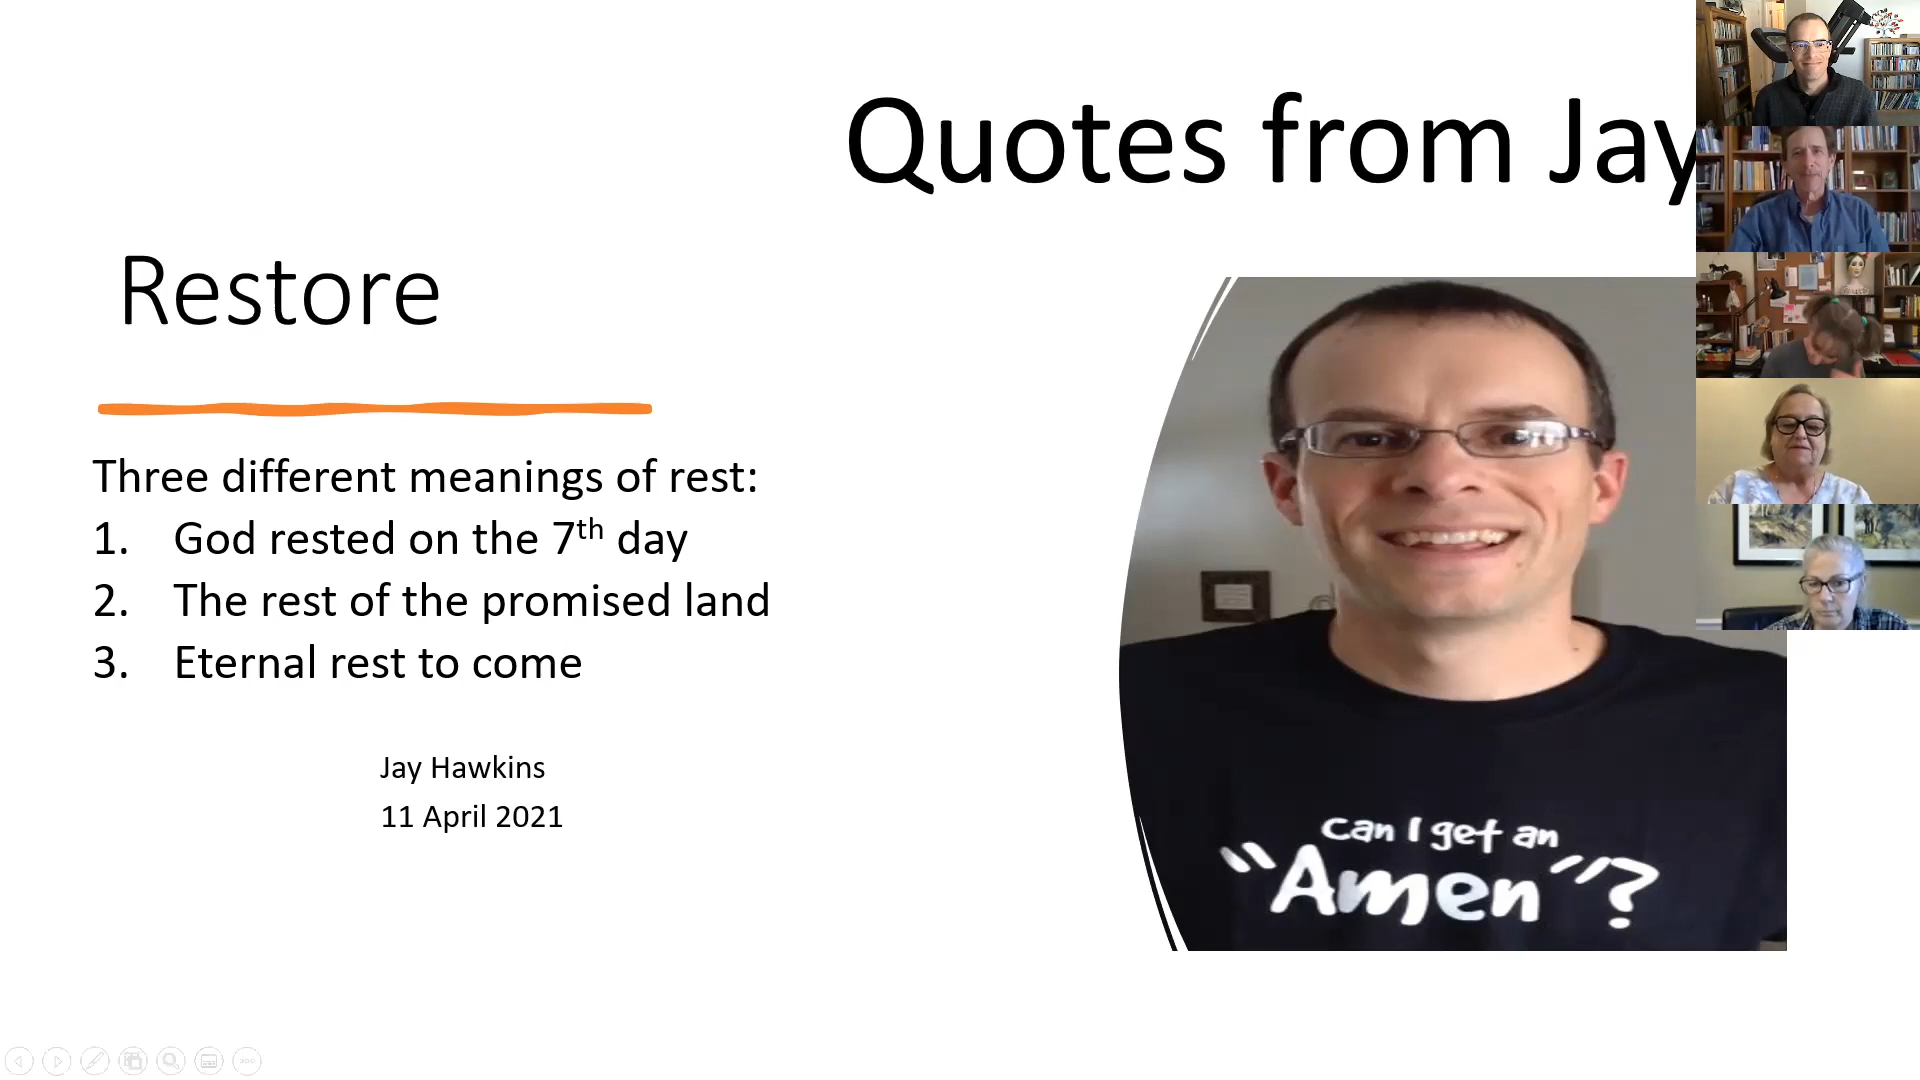 Quotes from Jay
Restore
Three different meanings of rest:
1. God rested on the 7th day
2. The rest of the promised land
3. Eternal rest to come
Jay Hawkins
11 April 2021
Can I get an
"Amen"?